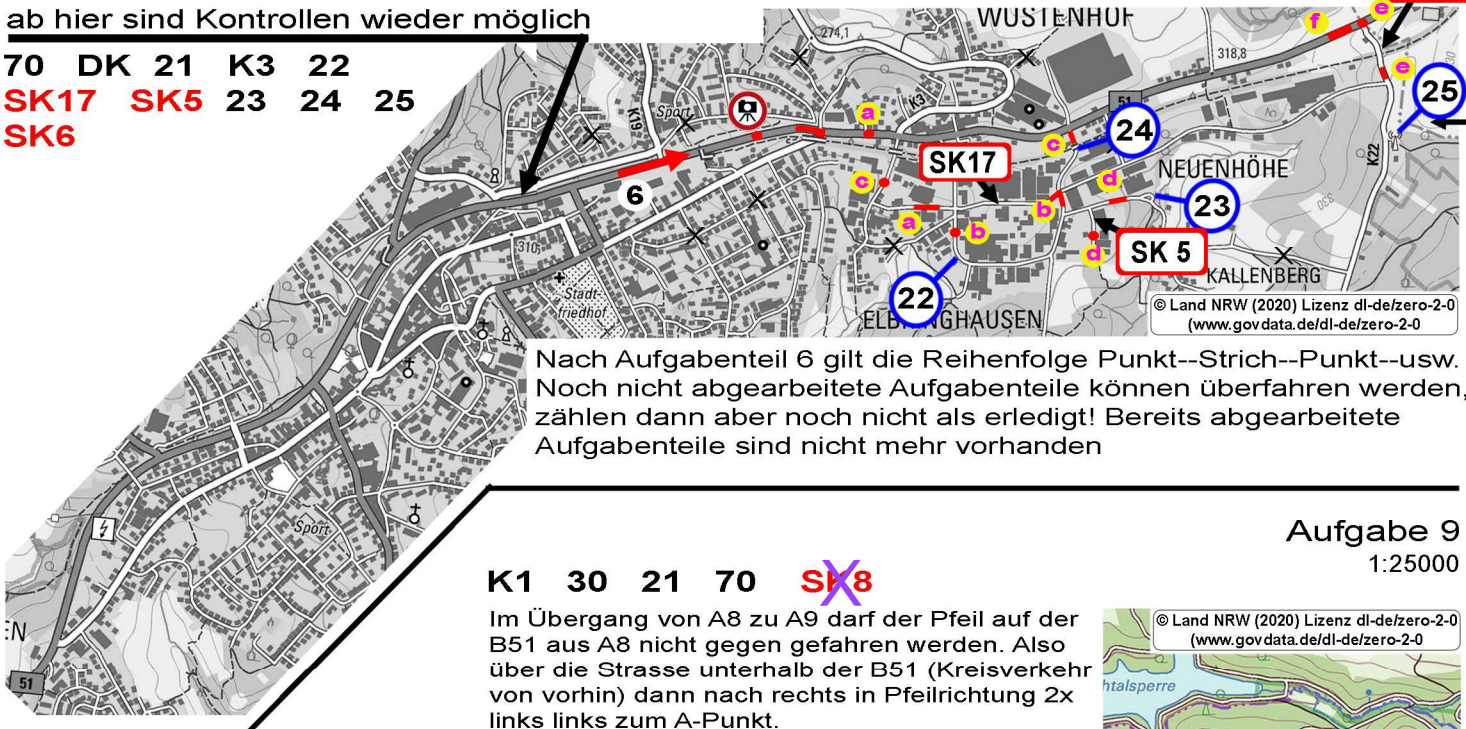 ab hier sind Kontrollen wieder möglich
70 DK 21 K3 22
SK17 SK5 23 24 25
SK6
WÜSTENHOF
274,1
318,8
f
e
e
25
K19
Sport
K3
a
51
24
c
SK17
NEUENHÖHE
K22
6
c
d
b
23
a
b
310
d
SK 5
22
KALLENBERG
ELBRINGHAUSEN
Stadt-
friedhof
© Land NRW (2020) Lizenz dl-de/zero-2-0
(www.govdata.de/dl-de/zero-2-0
Nach Aufgabenteil 6 gilt die Reihenfolge Punkt--Strich--Punkt--usw.
Noch nicht abgearbeitete Aufgabenteile können überfahren werden,
zählen dann aber noch nicht als erledigt! Bereits abgearbeitete
Aufgabenteile sind nicht mehr vorhanden
Sport
EN
51
Aufgabe 9
1:25000
K1 30 21 70 SK8
Im Übergang von A8 zu A9 darf der Pfeil auf der
B51 aus A8 nicht gegen gefahren werden. Also
über die Strasse unterhalb der B51 (Kreisverkehr
von vorhin) dann nach rechts in Pfeilrichtung 2x
links links zum A-Punkt.
© Land NRW (2020) Lizenz dl-de/zero-2-0
(www.govdata.de/dl-de/zero-2-0
htalsperre